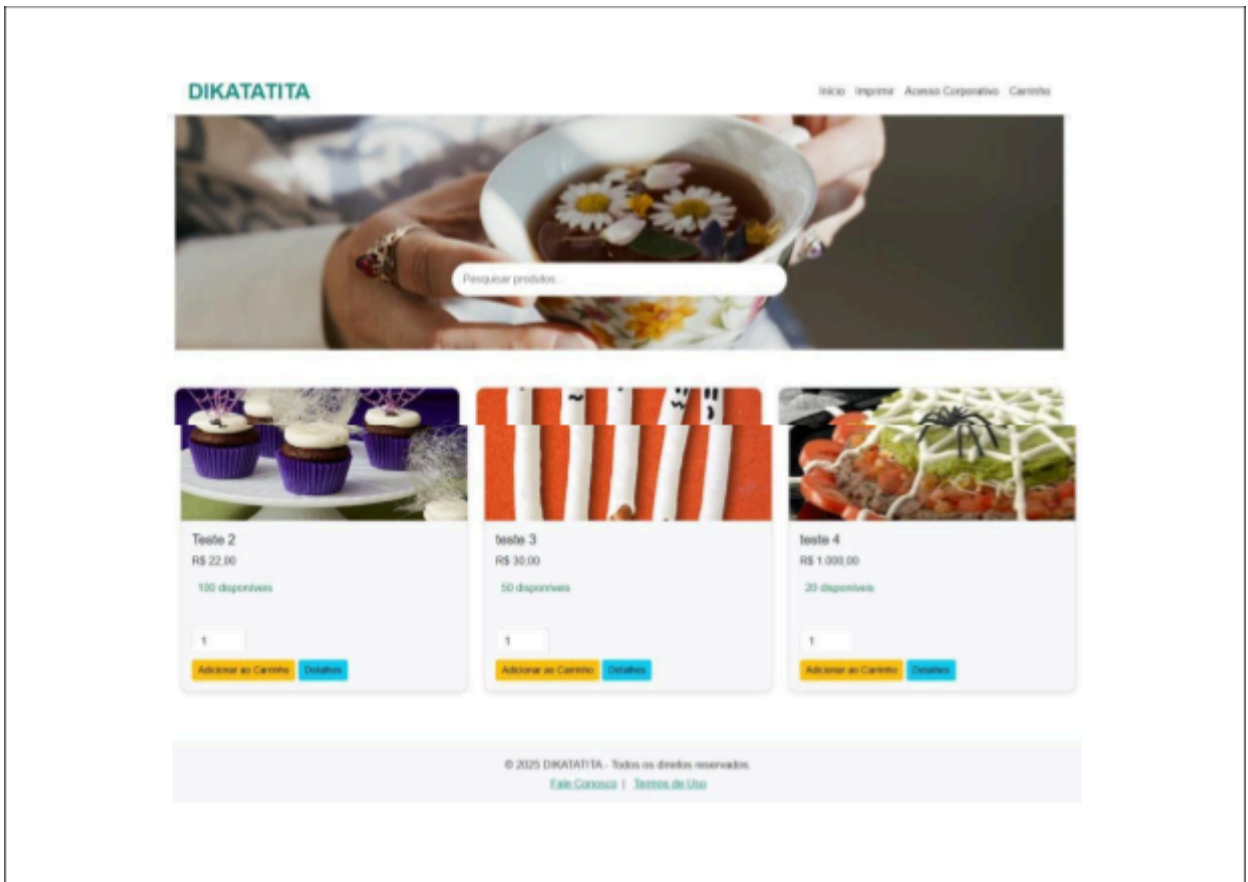 DIKATATITA
Início Imprimir Acesso Corporativo Carrinho
Pesquisar produtos...
Teste 2
R$ 22,00
100 disponíveis
1
Adicionar ao Carrinho Detalhes
teste 3
R$ 30,00
50 disponíveis
1
Adicionar ao Carrinho Detalhes
teste 4
R$ 1.000,00
20 disponíveis
1
Adicionar ao Carrinho Detalhes
© 2025 DIKATATITA - Todos os direitos reservados.
Fale Conosco | Termos de Uso